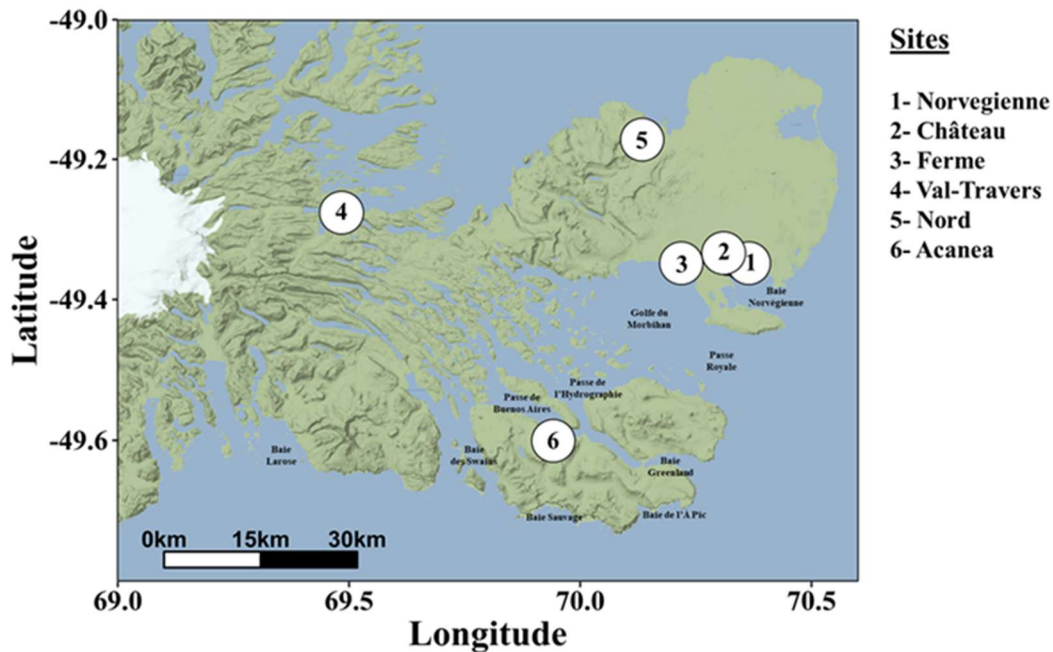 -49.0
-49.2
-49.4
-49.6
Latitude
69.0
69.5
70.0
70.5
Longitude
0km
15km
30km
5
4
2
3
1
6
Baie
Norvégienne
Golfe du
Morbihan
Passe
Royale
Passe de
l'Hydrographie
Passe de
Buenos Aires
Baie
Larose
Baie
des Swains
Baie
Greenland
Baie Sauvage
Baie de l'À Pic
Sites
1- Norvegienne
2- Château
3- Ferme
4- Val-Travers
5- Nord
6- Acanea